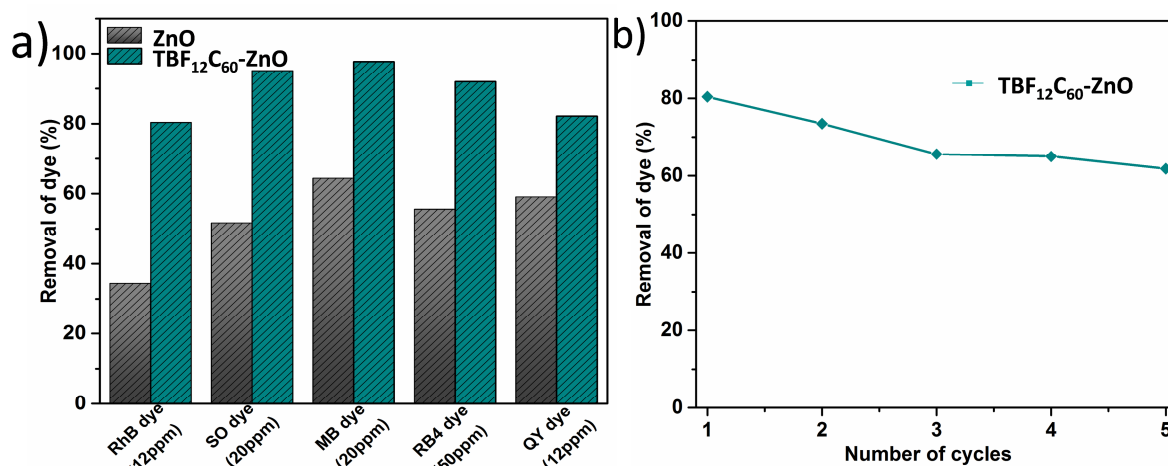 a)
ZnO
TBF₁₂C₆₀-ZnO
Removal of dye (%)
100
80
60
40
20
0
RhB dye
(12ppm)
SO dye
(20ppm)
MB dye
(20ppm)
RB4 dye
(50ppm)
QY dye
(12ppm)
b)
TBF₁₂C₆₀-ZnO
Removal of dye (%)
100
80
60
40
20
0
1 2 3 4 5
Number of cycles